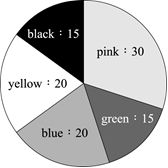 black : 15
pink : 30
yellow : 20
green : 15
blue : 20